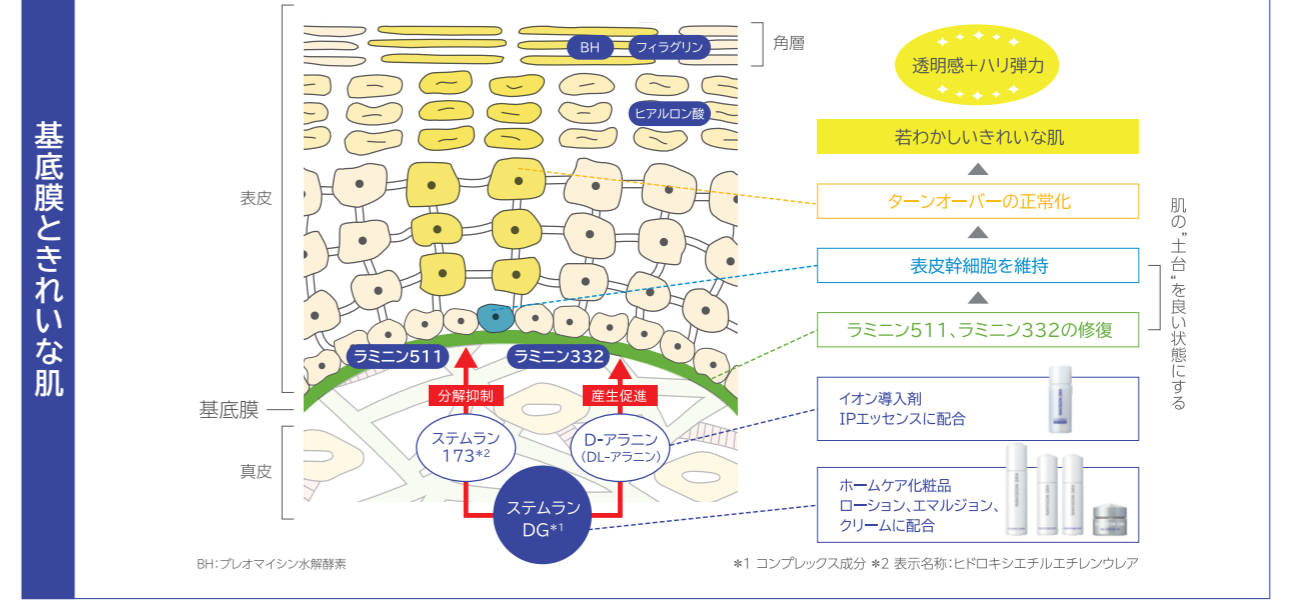 基底膜ときれいな肌
BH
フィラグリン
角層
ヒアルロン酸
表皮
ラミニン511
ラミニン332
基底膜
分解抑制
産生促進
ステムラン
173*2
D-アラニン
(DL-アラニン)
真皮
ステムラン
DG*1
透明感+ハリ弾力
若わかしいきれいな肌
ターンオーバーの正常化
表皮幹細胞を維持
ラミニン511、ラミニン332の修復
肌の”土台“を良い状態にする
イオン導入剤
IPエッセンスに配合
ホームケア化粧品
ローション、エマルジョン、
クリームに配合
BH:ブレオマイシン水解酵素
*1 コンプレックス成分 *2 表示名称:ヒドロキシエチルエチレンウレア